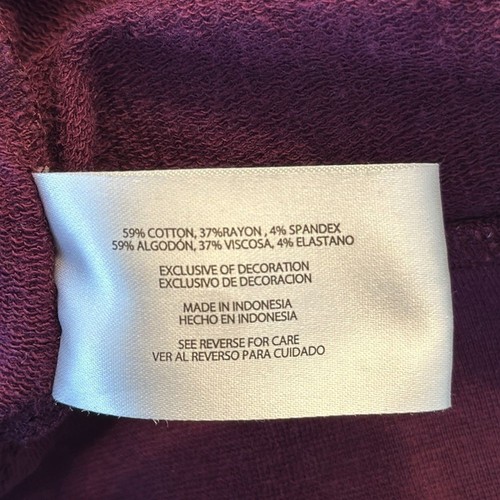 59% COTTON, 37%RAYON , 4% SPANDEX
59% ALGODÓN, 37% VISCOSA, 4% ELASTANO
EXCLUSIVE OF DECORATION
EXCLUSIVO DE DECORACION
MADE IN INDONESIA
HECHO EN INDONESIA
SEE REVERSE FOR CARE
VER AL REVERSO PARA CUIDADO